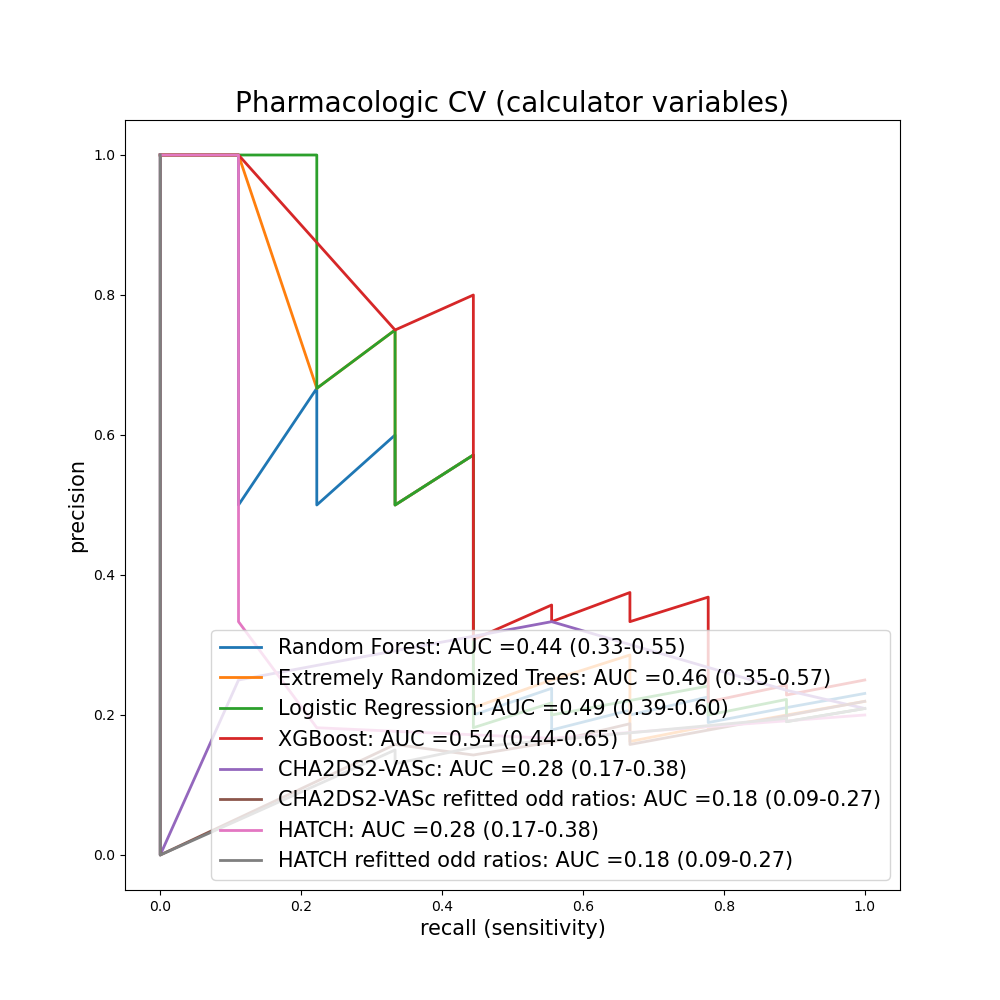 Pharmacologic CV (calculator variables)
1.0
0.8
0.6
0.4
0.2
0.0
precision
Random Forest: AUC =0.44 (0.33-0.55)
Extremely Randomized Trees: AUC =0.46 (0.35-0.57)
Logistic Regression: AUC =0.49 (0.39-0.60)
XGBoost: AUC =0.54 (0.44-0.65)
CHA2DS2-VASc: AUC =0.28 (0.17-0.38)
CHA2DS2-VASc refitted odd ratios: AUC =0.18 (0.09-0.27)
HATCH: AUC =0.28 (0.17-0.38)
HATCH refitted odd ratios: AUC =0.18 (0.09-0.27)
0.0 0.2 0.4 0.6 0.8 1.0
recall (sensitivity)